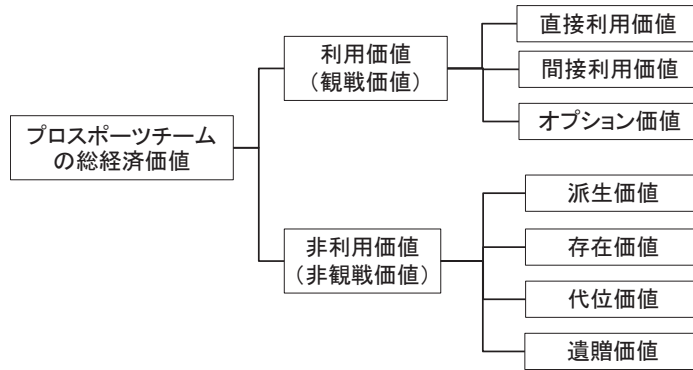 プロスポーツチーム
の総経済価値
利用価値
（観戦価値）
直接利用価値
間接利用価値
オプション価値
非利用価値
（非観戦価値）
派生価値
存在価値
代位価値
遺贈価値